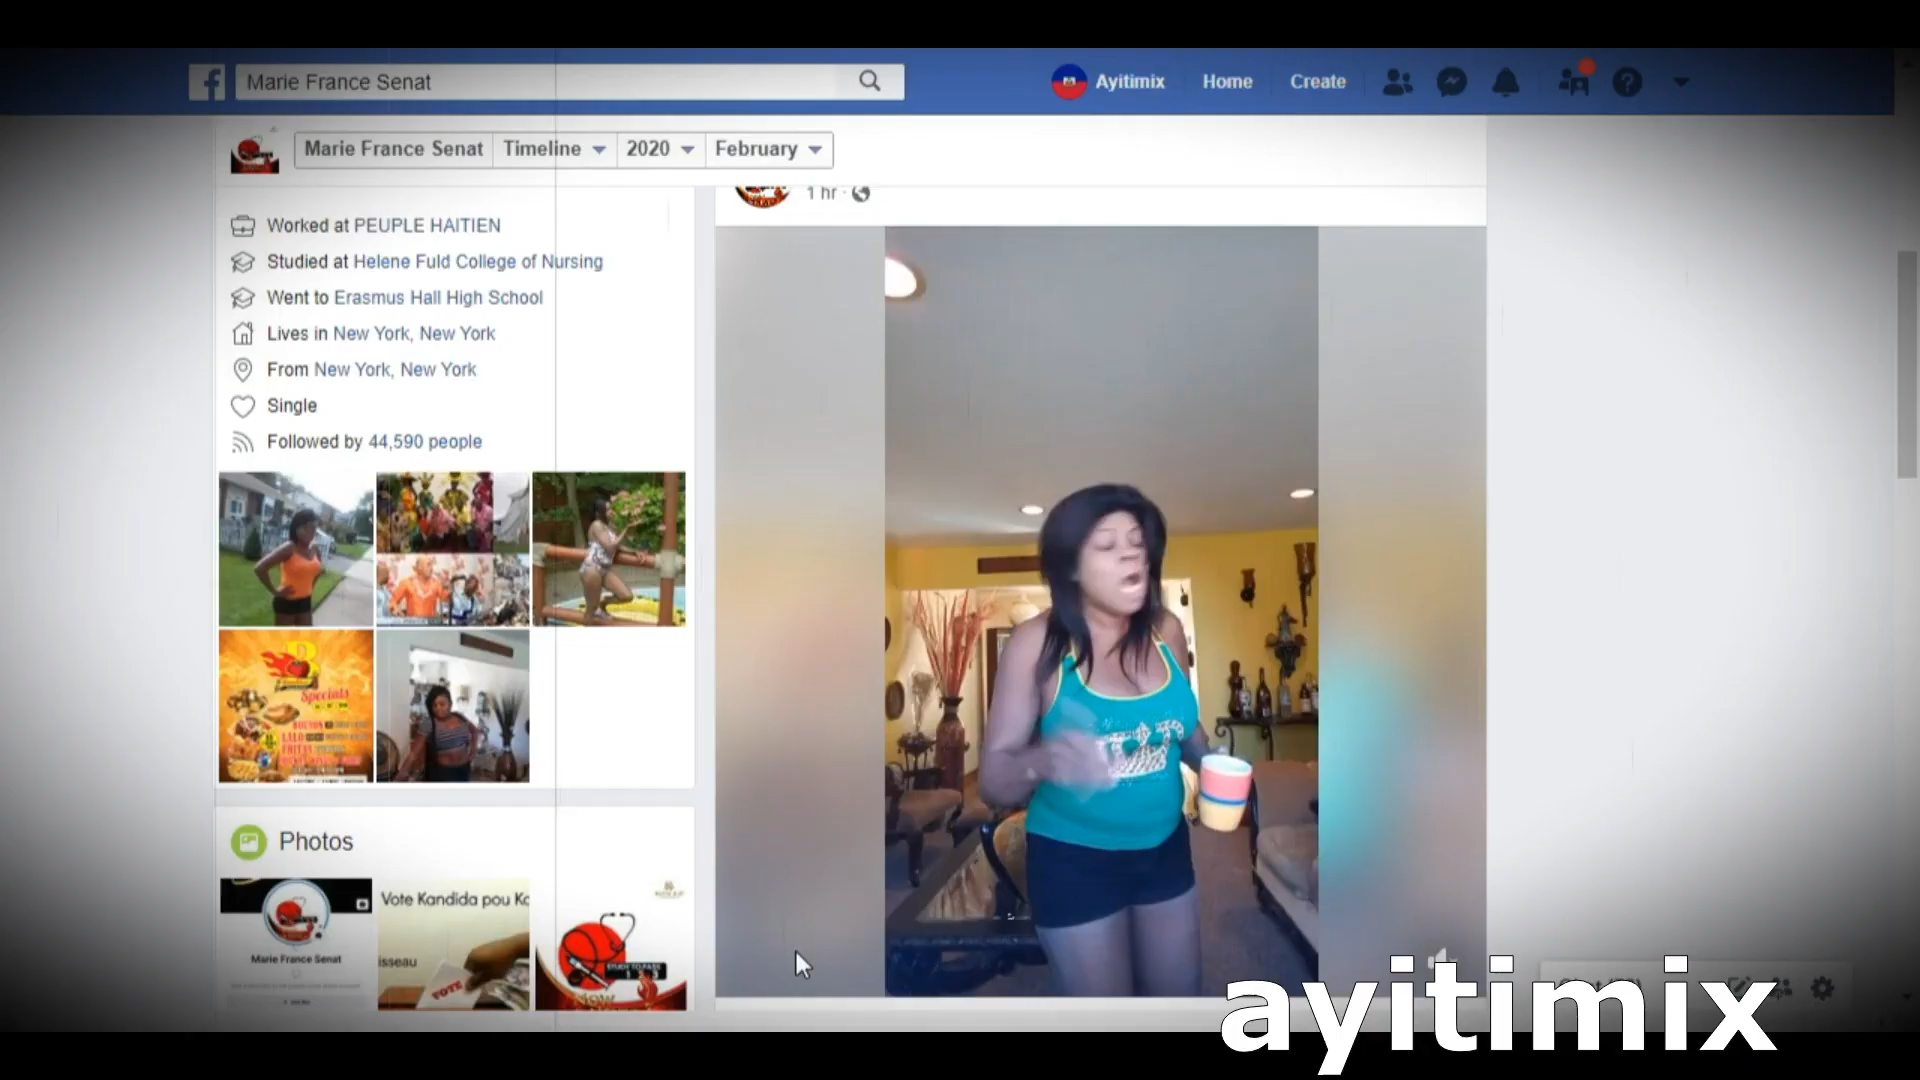 Marie France Senat
Ayitimix
Home
Create
Marie France Senat
Timeline
2020
February
1 hr
Worked at PEUPLE HAITIEN
Studied at Helene Fuld College of Nursing
Went to Erasmus Hall High School
Lives in New York, New York
From New York, New York
Single
Followed by 44,590 people
B
Specials
Photos
Marie France Senat
Vote Kandida pou Ko
isseau
VOTE
ayitimix